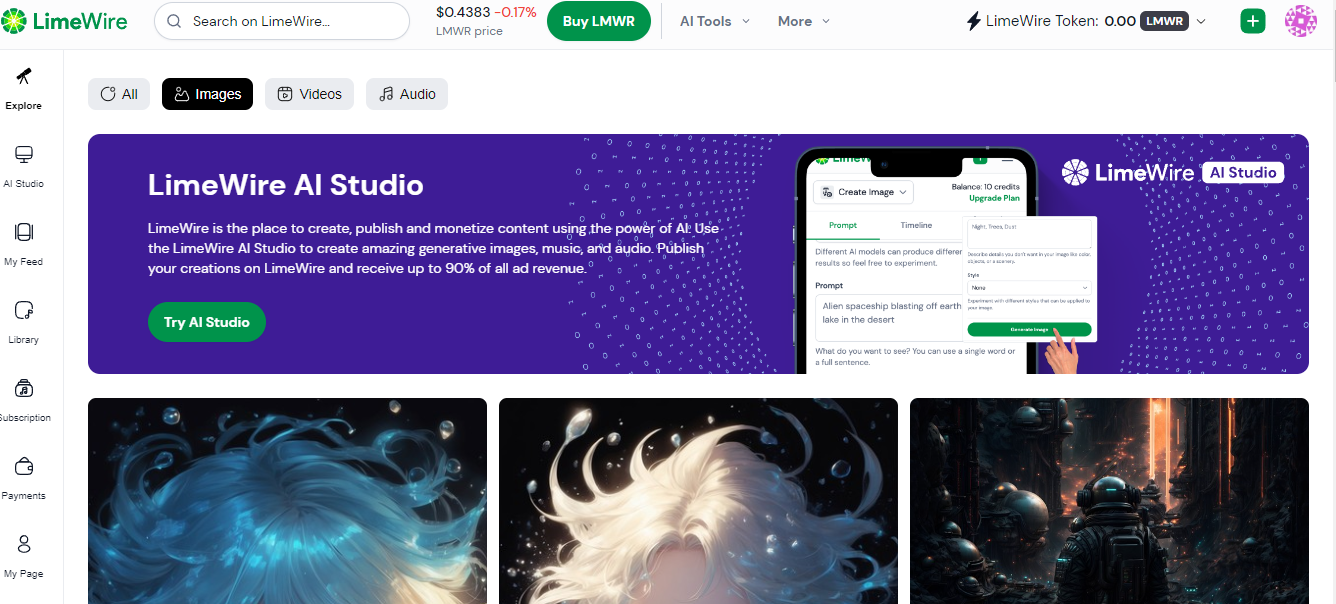 LimeWire
Search on LimeWire...
$0.4383 -0.17%
LMWR price
Buy LMWR
AI Tools
More
LimeWire Token: 0.00 LMWR
Explore
AI Studio
My Feed
Library
Subscription
Payments
My Page
All
Images
Videos
Audio
LimeWire AI Studio
LimeWire is the place to create, publish and monetize content using the power of AI. Use
the LimeWire AI Studio to create amazing generative images, music, and audio. Publish
your creations on LimeWire and receive up to 90% of all ad revenue.
Try AI Studio
LimeWire
Create Image
Balance: 10 credits
Upgrade Plan
Prompt
Timeline
Different AI models can produce differen
results so feel free to experiment.
Prompt
Alien spaceship blasting off earth
lake in the desert
What do you want to see? You can use a single word or
a full sentence.
Night, Trees, Dust
Describe details you don't want in your image like color,
objects, or a scenery.
Style
None
Experiment with different styles that can be applied to
your image.
Generate Image
LimeWire AI Studio